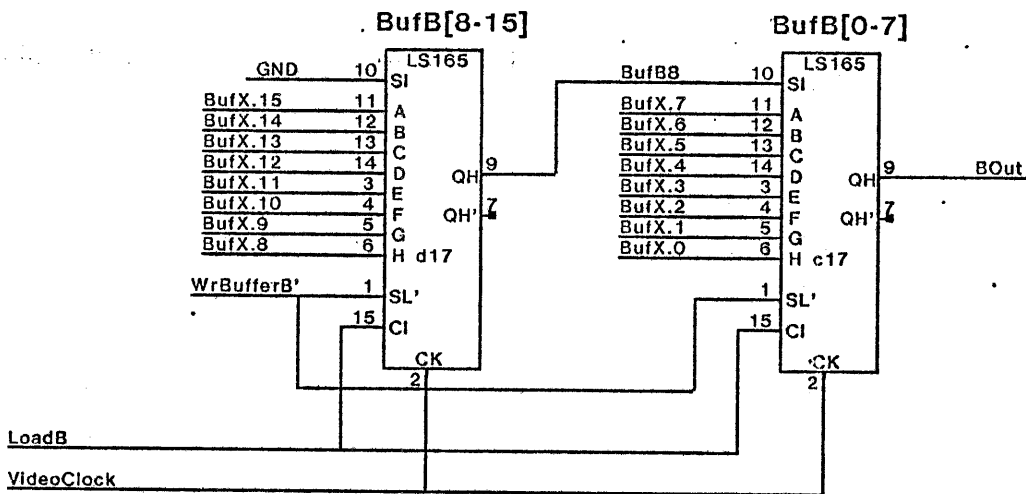 BufB[8-15]
LS165
GND 10 SI
BufX.15 11 A
BufX.14 12 B
BufX.13 13 C
BufX.12 14 D
BufX.11 3 E
BufX.10 4 F
BufX.9 5 G
BufX.8 6 H d17
QH 9
QH' 7
WrBufferB' 1 SL'
15 CI
CK
2
BufB[0-7]
LS165
BufB8 10 SI
BufX.7 11 A
BufX.6 12 B
BufX.5 13 C
BufX.4 14 D
BufX.3 3 E
BufX.2 4 F
BufX.1 5 G
BufX.0 6 H c17
QH 9 BOut
QH' 7
1 SL'
15 CI
CK
2
LoadB
VideoClock